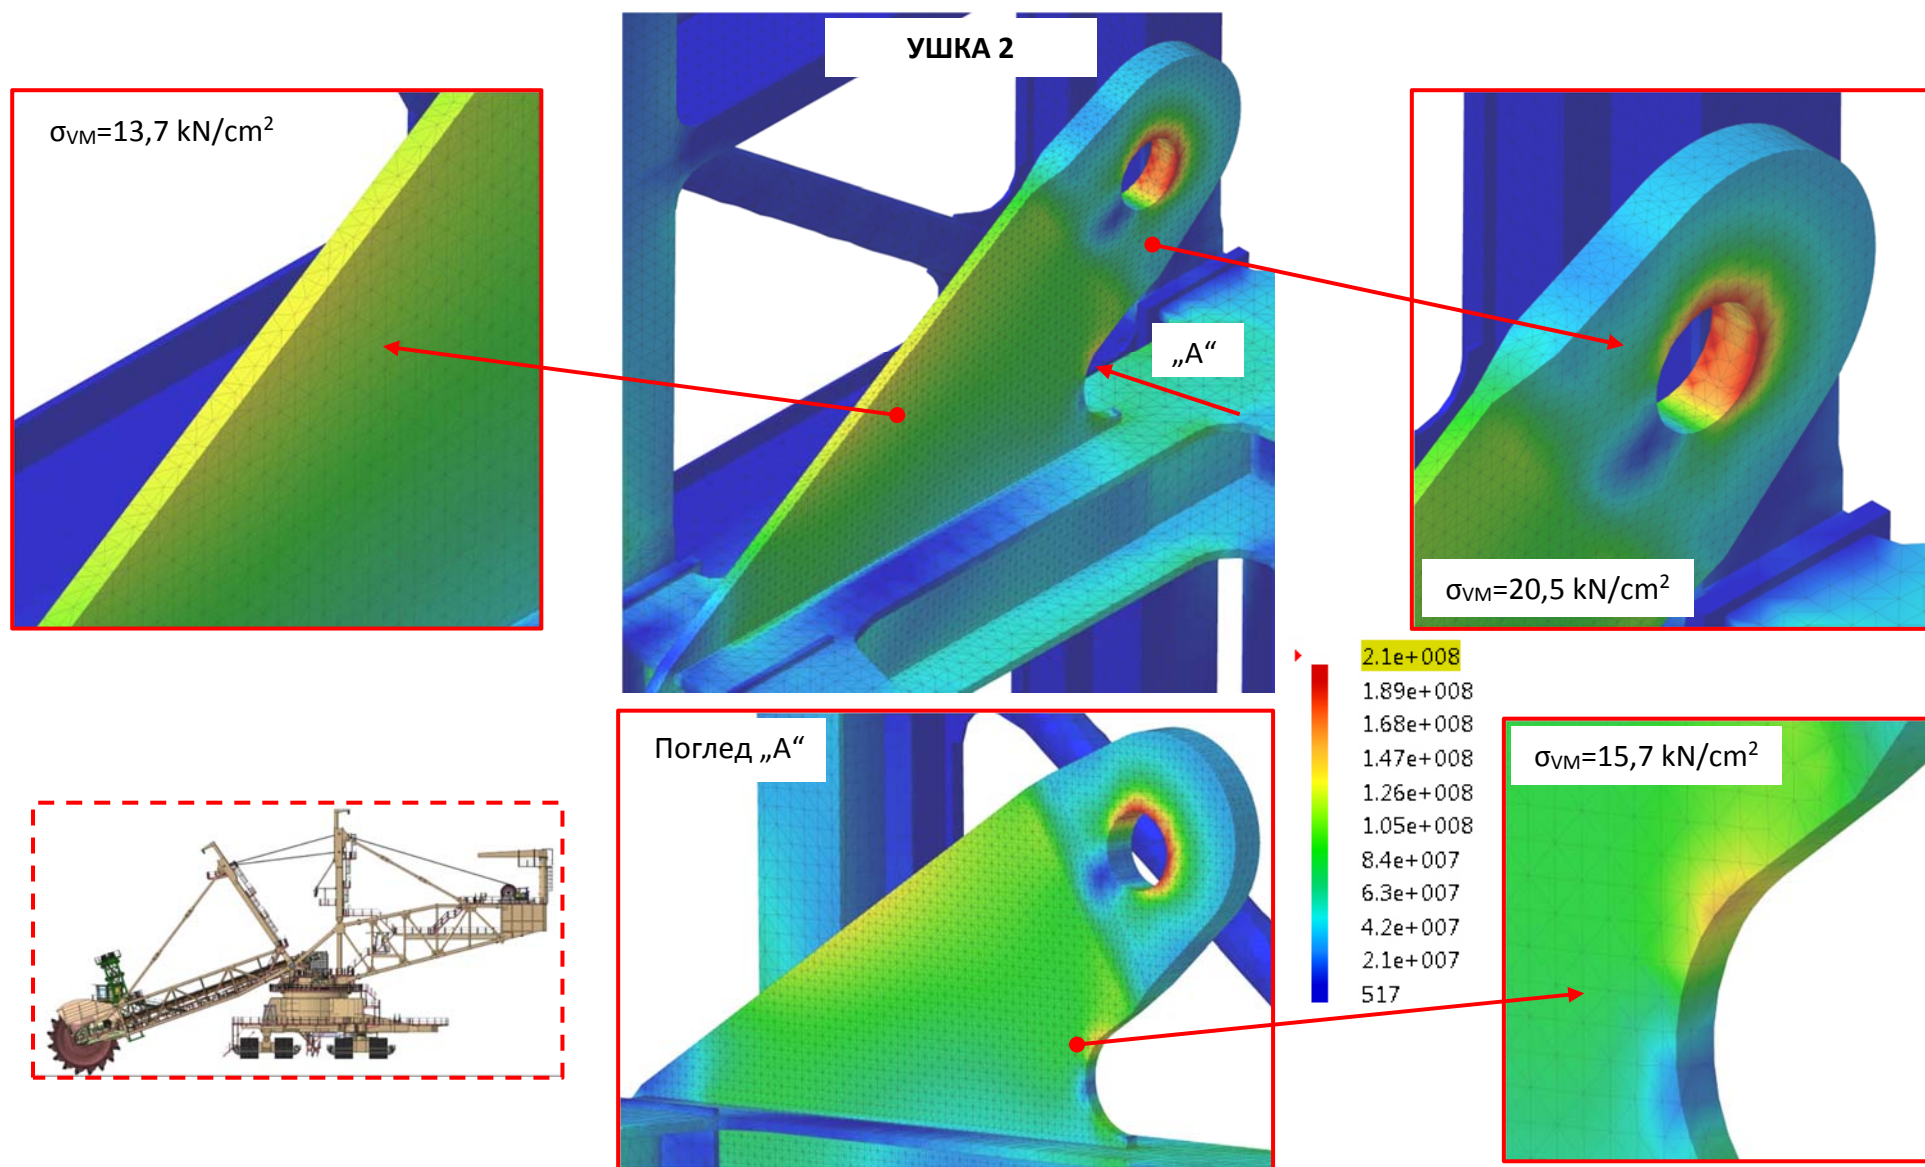 УШКА 2
σVM=13,7 kN/cm²
„А“
σVM=20,5 kN/cm²
2.1e+008
1.89e+008
1.68e+008
1.47e+008
1.26e+008
1.05e+008
8.4e+007
6.3e+007
4.2e+007
2.1e+007
517
Поглед „А“
σVM=15,7 kN/cm²